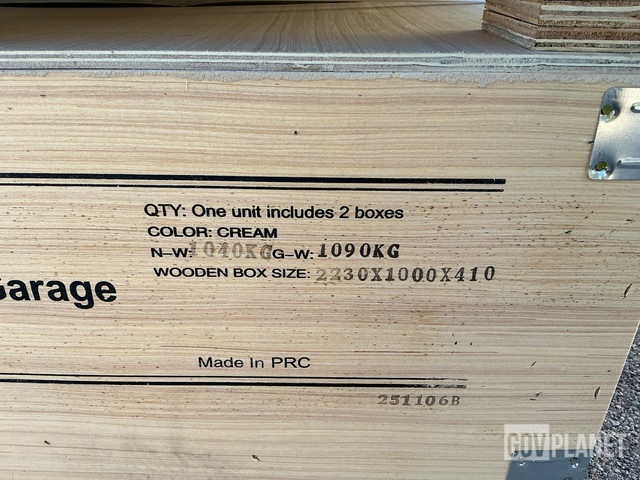 QTY: One unit includes 2 boxes
COLOR: CREAM
N-W: 1040KG G-W: 1090KG
WOODEN BOX SIZE: 2230X1000X410
Garage
Made In PRC
251106B
GOVPLANET